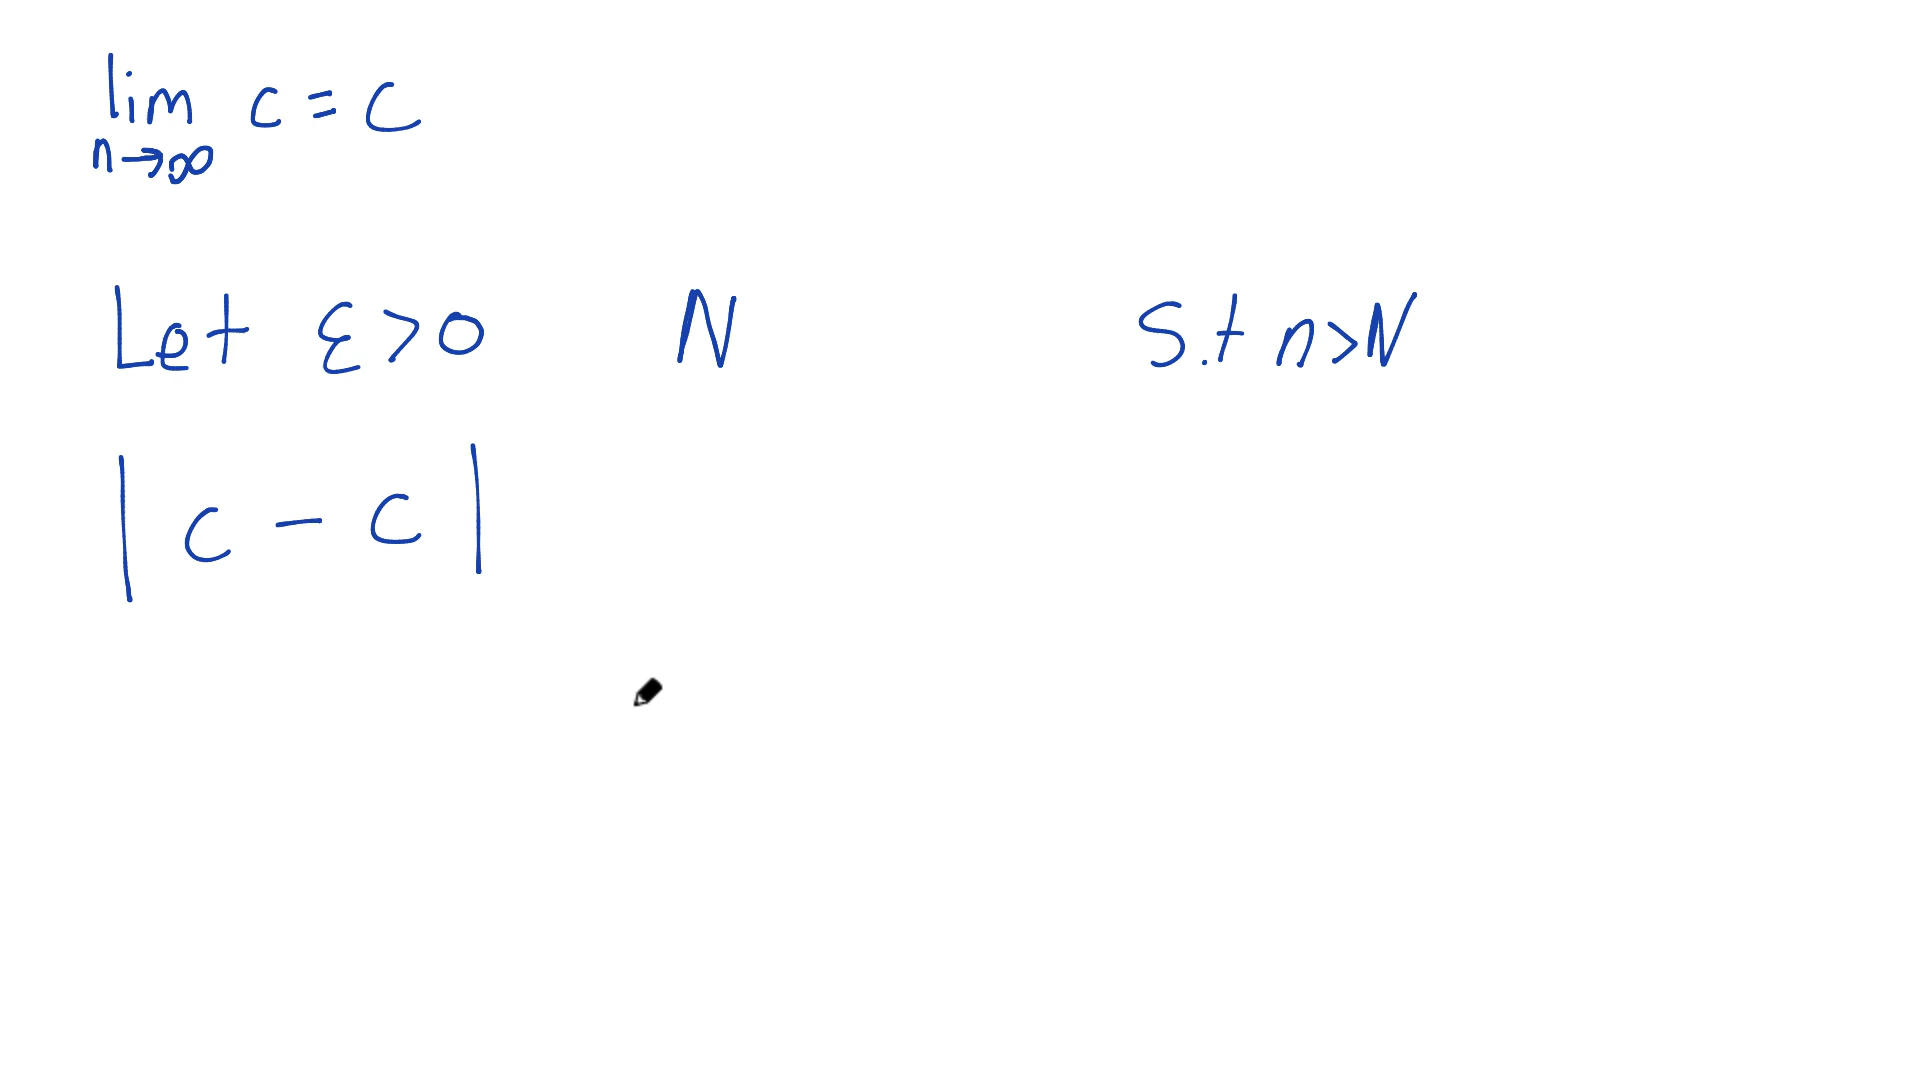 lim c = c
n→∞
Let ε>0 N S.t n>N
| c - c |